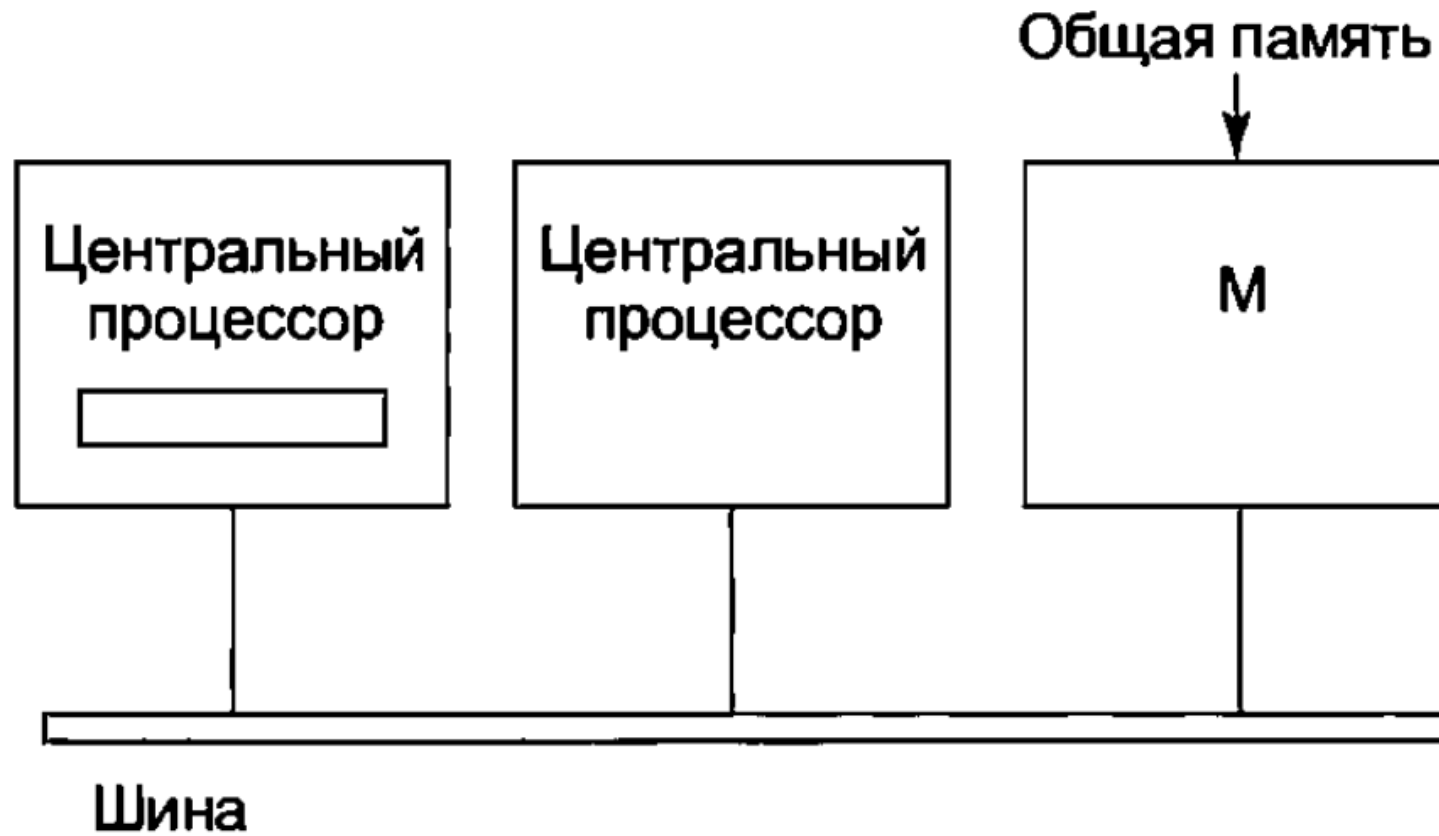 Общая память
Центральный
процессор
Центральный
процессор
М
Шина